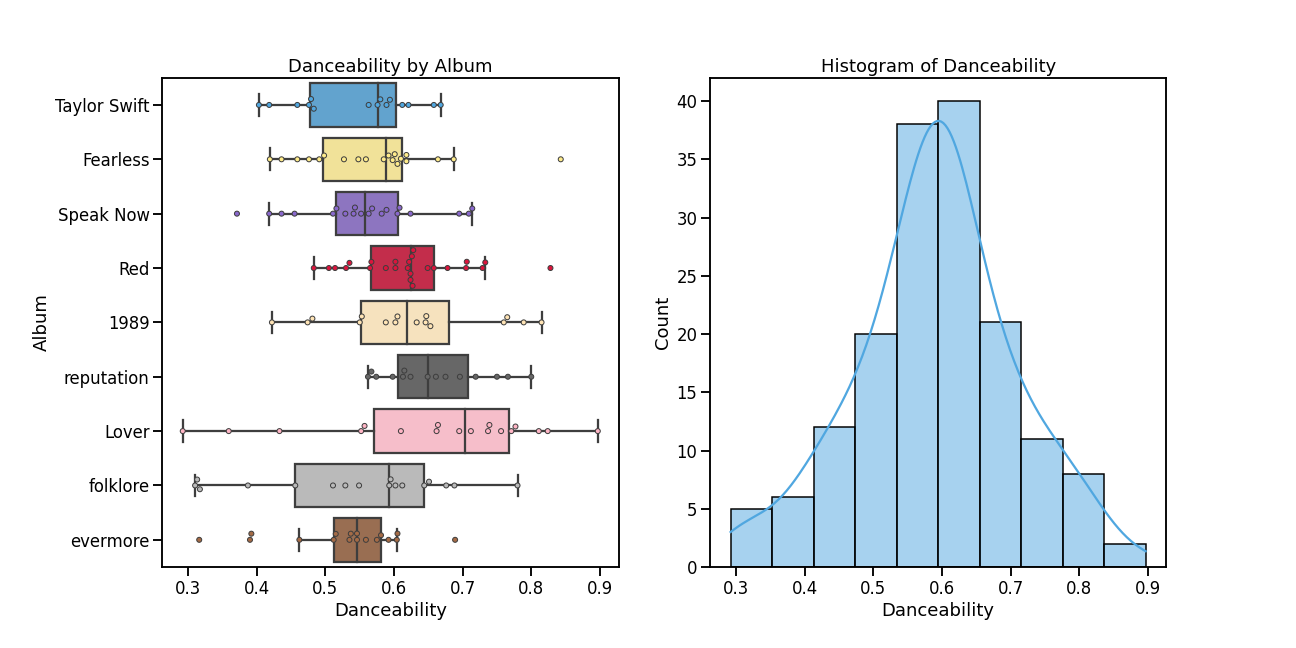 Danceability by Album
Album
Taylor Swift
Fearless
Speak Now
Red
1989
reputation
Lover
folklore
evermore
0.3 0.4 0.5 0.6 0.7 0.8 0.9
Danceability
Histogram of Danceability
Count
40
35
30
25
20
15
10
5
0
0.3 0.4 0.5 0.6 0.7 0.8 0.9
Danceability